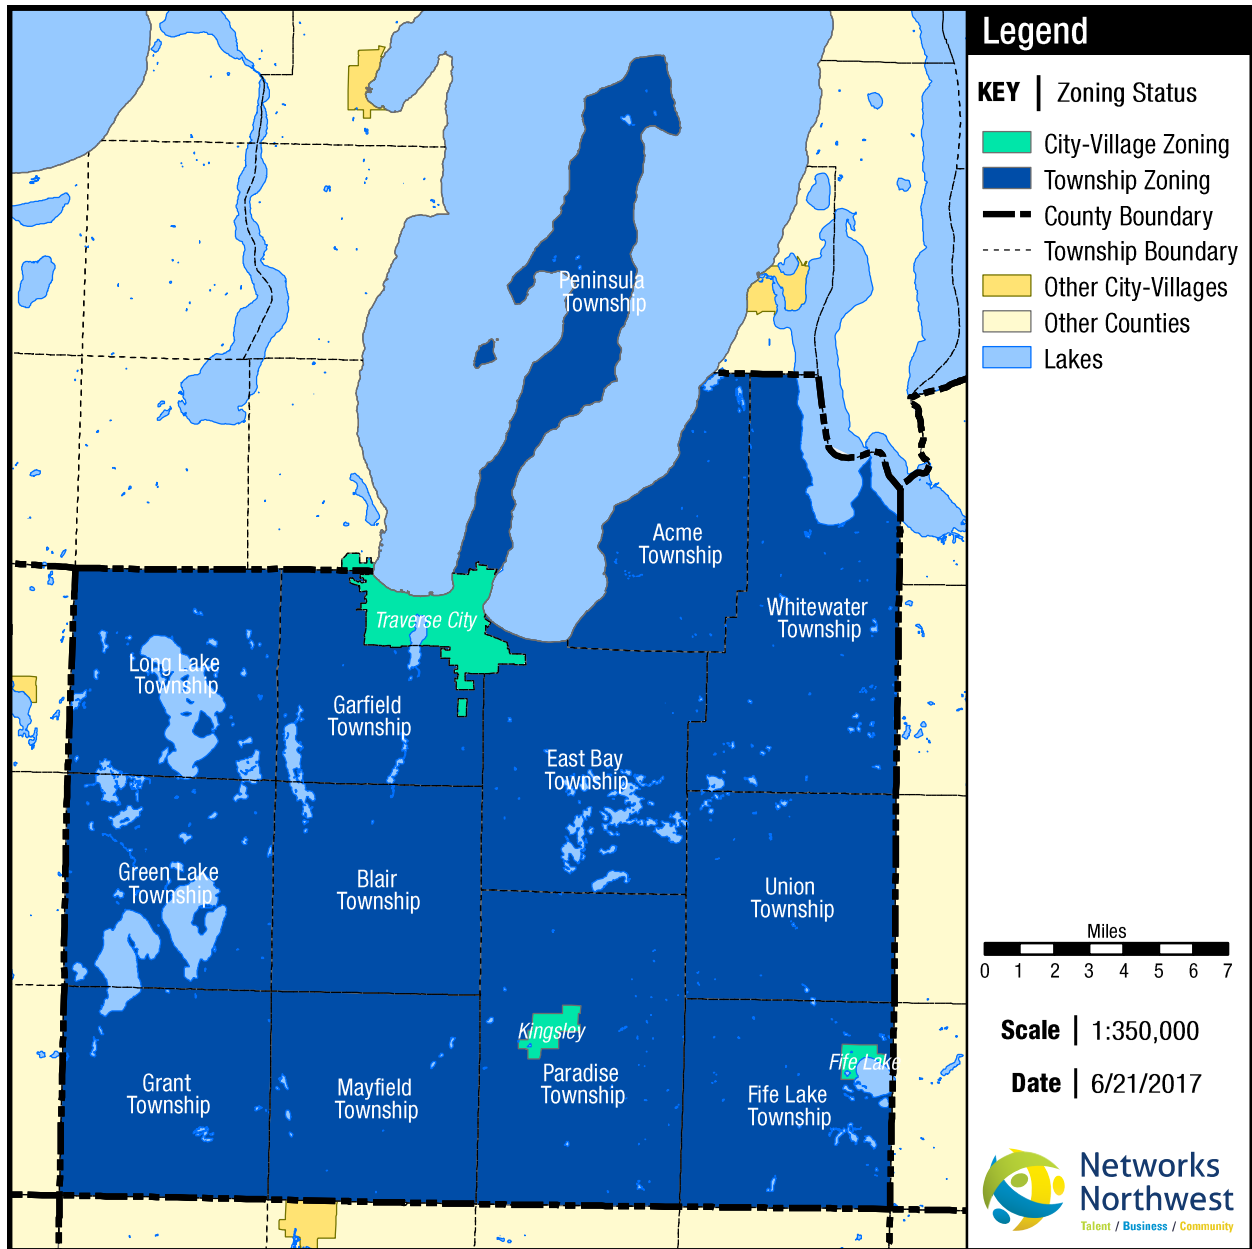 Legend
KEY | Zoning Status
City-Village Zoning
Township Zoning
County Boundary
Township Boundary
Other City-Villages
Other Counties
Lakes
Peninsula
Township
Acme
Township
Whitewater
Township
Traverse City
Long Lake
Township
Garfield
Township
East Bay
Township
Green Lake
Township
Blair
Township
Union
Township
Kingsley
Paradise
Township
Fife Lake
Fife Lake
Township
Grant
Township
Mayfield
Township
Miles
0 1 2 3 4 5 6 7
Scale | 1:350,000
Date | 6/21/2017
Networks
Northwest
Talent / Business / Community